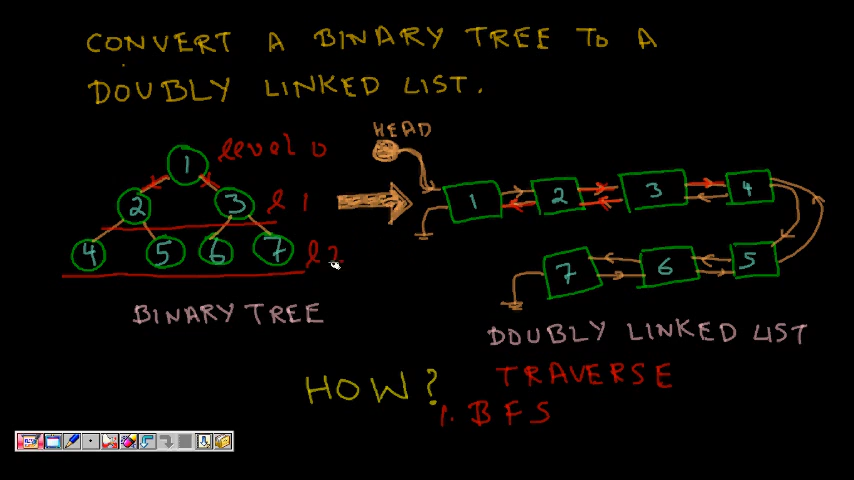 CONVERT A BINARY TREE TO A
DOUBLY LINKED LIST.
HEAD
1 level 0
2 3 l 1
4 5 6 7 l 2
1 2 3 4
7 6 5
BINARY TREE
DOUBLY LINKED LIST
HOW?
TRAVERSE
1. BFS